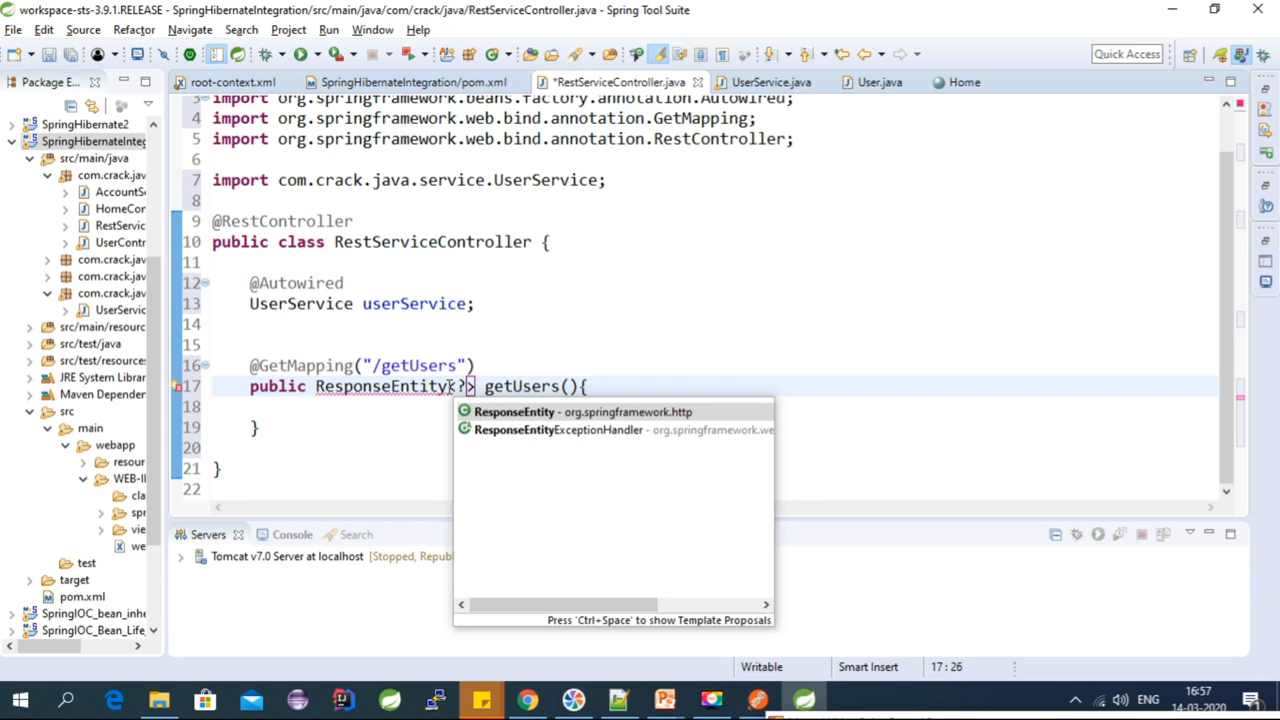 workspace-sts-3.9.1.RELEASE - SpringHibernateIntegration/src/main/java/com/crack/java/RestServiceController.java - Spring Tool Suite
File Edit Source Refactor Navigate Search Project Run Window Help
Quick Access
Package E...
root-context.xml
SpringHibernateIntegration/pom.xml
*RestServiceController.java
UserService.java
User.java
Home
SpringHibernate2
SpringHibernateInteg
src/main/java
com.crack.jav
AccountSe
HomeCon
RestServic
UserContr
com.crack.jav
com.crack.jav
com.crack.jav
UserServic
src/main/resourc
src/test/java
src/test/resources
JRE System Librar
Maven Dependen
src
main
webapp
resour
WEB-II
cla
spr
vie
we
test
target
pom.xml
SpringIOC_bean_inhe
SpringIOC_Bean_Life_
3 import org.springframework.beans.factory.annotation.Autowired;
4 import org.springframework.web.bind.annotation.GetMapping;
5 import org.springframework.web.bind.annotation.RestController;
6
7 import com.crack.java.service.UserService;
8
9 @RestController
10 public class RestServiceController {
11
12 @Autowired
13 UserService userService;
14
15
16 @GetMapping("/getUsers")
17 public ResponseEntity<?> getUsers(){
18
19 }
20
21 }
22
ResponseEntity - org.springframework.http
ResponseEntityExceptionHandler - org.springframework.we
Press 'Ctrl+Space' to show Template Proposals
Servers
Console
Search
Tomcat v7.0 Server at localhost [Stopped, Republ
Writable
Smart Insert
17 : 26
ENG
16:57
14-03-2020